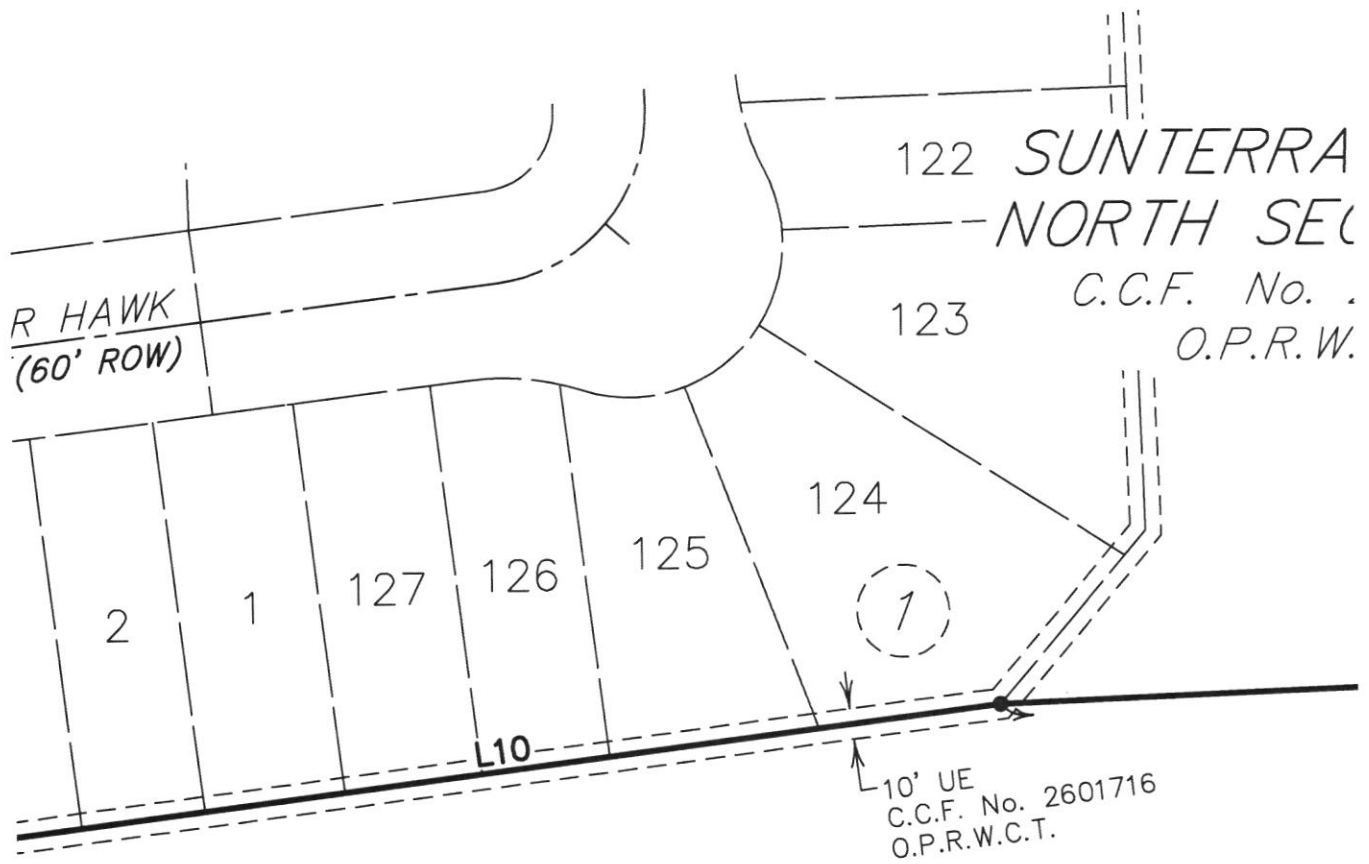 122 SUNTERRA
NORTH SEC
C.C.F. No.
O.P.R.W.
R HAWK
(60' ROW)
123
124
125
126
127
1
2
1
L10
10' UE
C.C.F. No. 2601716
O.P.R.W.C.T.